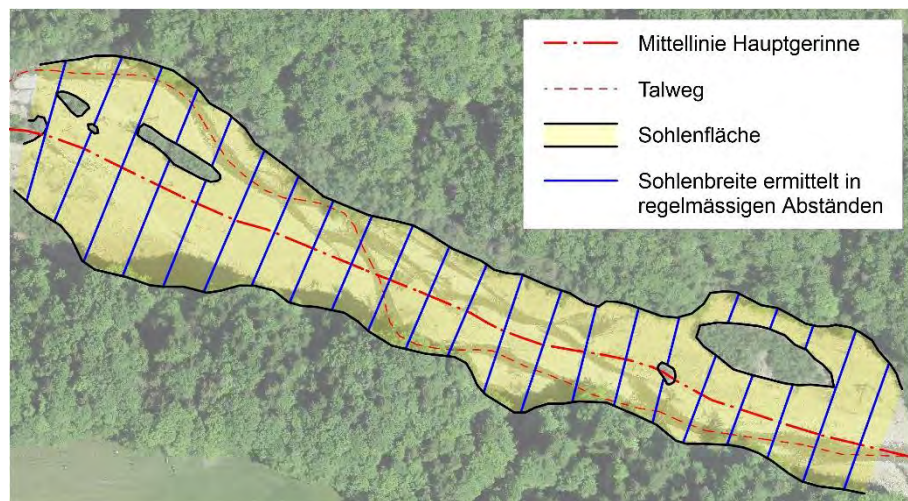 Mittellinie Hauptgerinne
Talweg
Sohlenfläche
Sohlenbreite ermittelt in
regelmässigen Abständen